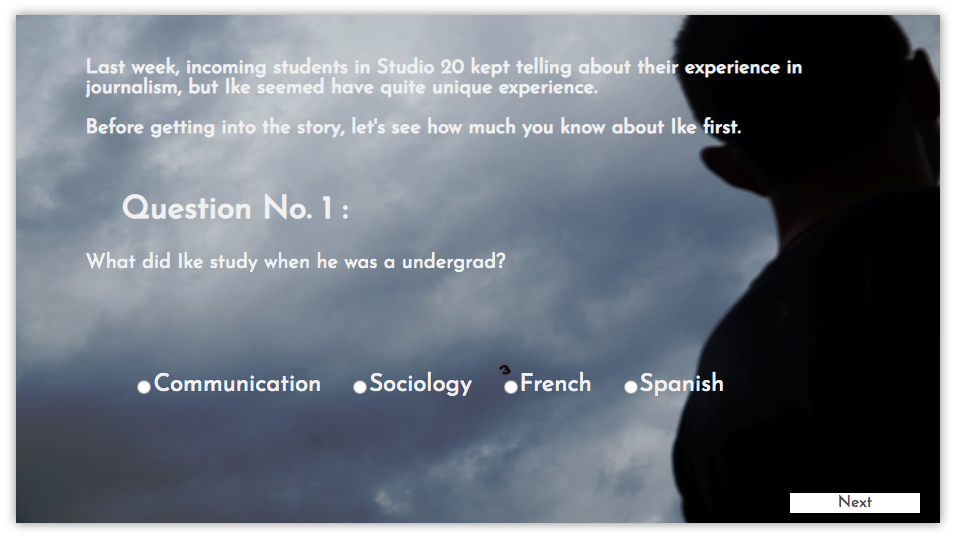 Last week, incoming students in Studio 20 kept telling about their experience in
journalism, but Ike seemed have quite unique experience.
Before getting into the story, let's see how much you know about Ike first.
Question No. 1 :
What did Ike study when he was a undergrad?
3
Communication Sociology French Spanish
Next